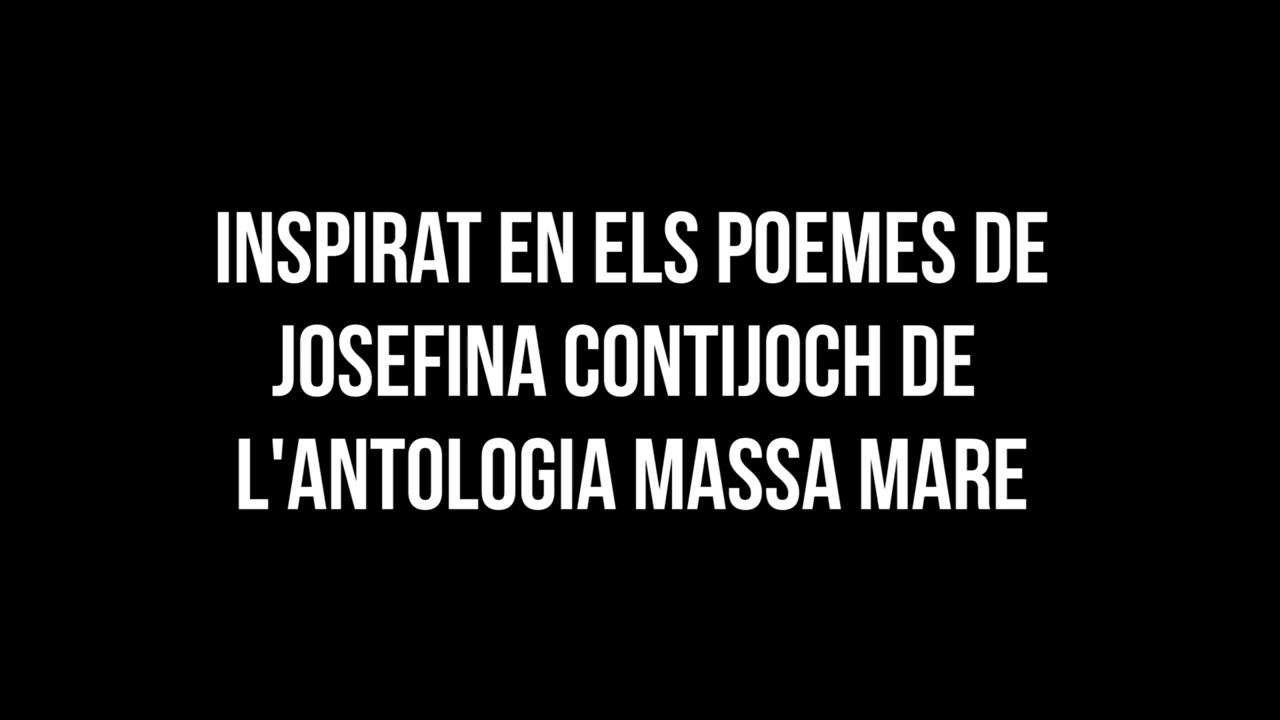 INSPIRAT EN ELS POEMES DE
JOSEFINA CONTIJOCH DE
L'ANTOLOGIA MASSA MARE